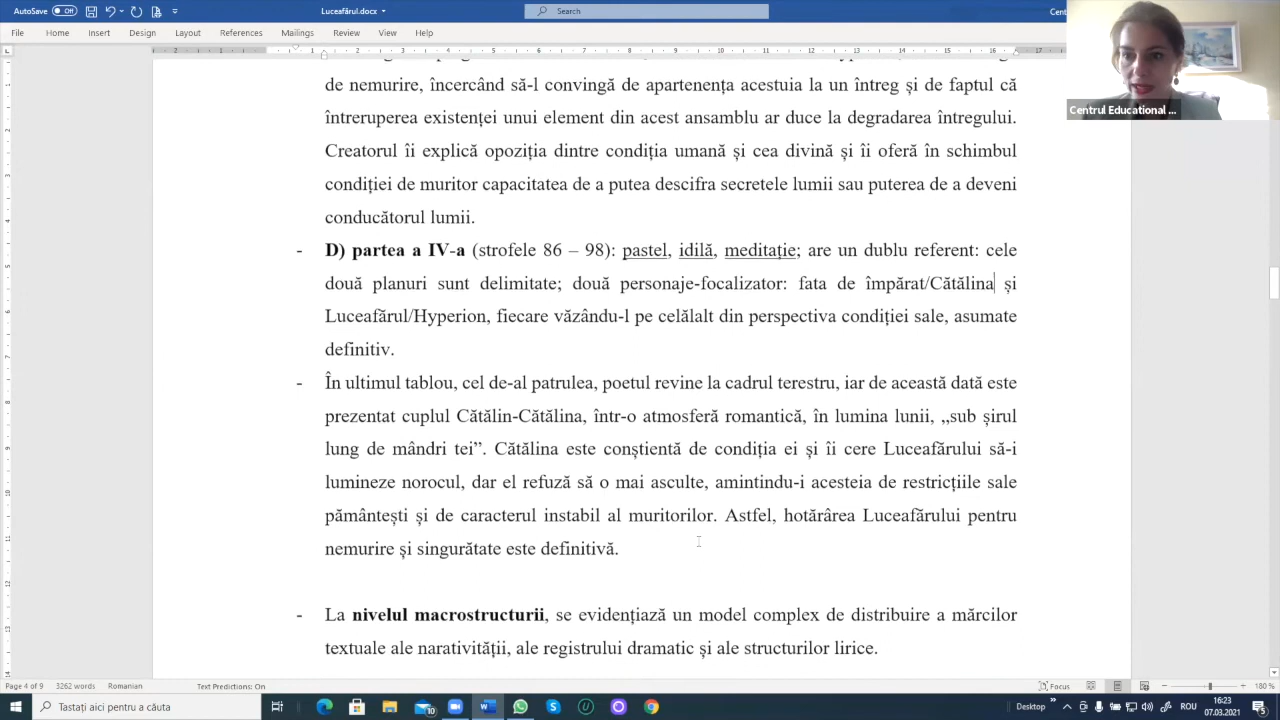 AutoSave Off
Luceafărul.docx
Search
Cent
File Home Insert Design Layout References Mailings Review View Help
Centrul Educational ...
de nemurire, încercând să-l convingă de apartenența acestuia la un întreg și de faptul că
întreruperea existenței unui element din acest ansamblu ar duce la degradarea întregului.
Creatorul îi explică opoziția dintre condiția umană și cea divină și îi oferă în schimbul
condiției de muritor capacitatea de a putea descifra secretele lumii sau puterea de a deveni
conducătorul lumii.
- D) partea a IV-a (strofele 86 – 98): pastel, idilă, meditație; are un dublu referent: cele
două planuri sunt delimitate; două personaje-focalizator: fata de împărat/Cătălina și
Luceafărul/Hyperion, fiecare văzându-l pe celălalt din perspectiva condiției sale, asumate
definitiv.
- În ultimul tablou, cel de-al patrulea, poetul revine la cadrul terestru, iar de această dată este
prezentat cuplul Cătălin-Cătălina, într-o atmosferă romantică, în lumina lunii, „sub șirul
lung de mândri tei”. Cătălina este conștientă de condiția ei și îi cere Luceafărului să-i
lumineze norocul, dar el refuză să o mai asculte, amintindu-i acesteia de restricțiile sale
pământești și de caracterul instabil al muritorilor. Astfel, hotărârea Luceafărului pentru
nemurire și singurătate este definitivă.
- La nivelul macrostructurii, se evidențiază un model complex de distribuire a mărcilor
textuale ale narativității, ale registrului dramatic și ale structurilor lirice.
Page 4 of 9 3262 words Romanian Text Predictions: On Focus 180 %
Tastați aici pentru a căuta
10
Desktop
16:23
07.03.2021